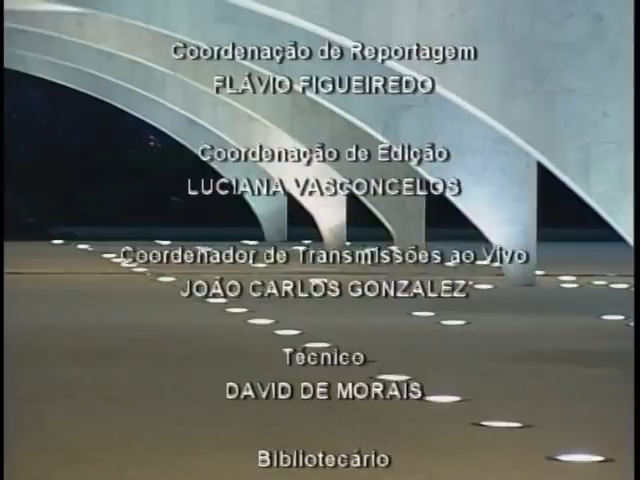 Coordenação de Reportagem
FLÁVIO FIGUEIREDO
Coordenação de Edição
LUCIANA VASCONCELOS
Coordenador de Transmissões ao Vivo
JOÃO CARLOS GONZALEZ
Técnico
DAVID DE MORAIS
Bibliotecário